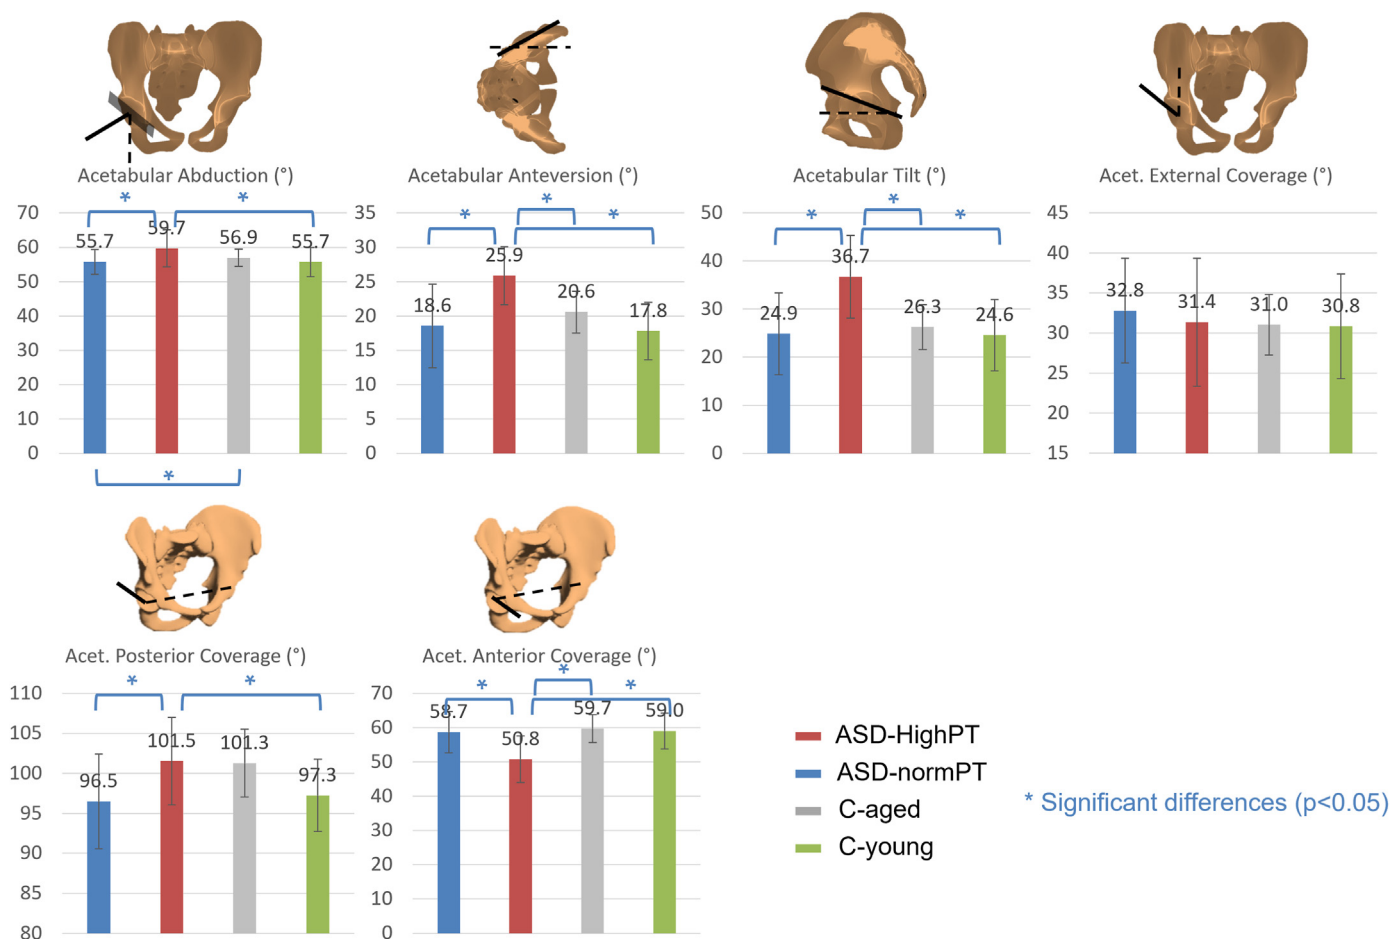 Acetabular Abduction (°)
Acetabular Anteversion (°)
Acetabular Tilt (°)
Acet. External Coverage (°)
* *
70
60
50
40
30
20
10
0
55.7 59.7 56.9 55.7
*
* * *
35
30
25
20
15
10
5
0
18.6 25.9 20.6 17.8
* * *
50
40
30
20
10
0
24.9 36.7 26.3 24.6
45
40
35
30
25
20
15
32.8 31.4 31.0 30.8
Acet. Posterior Coverage (°)
Acet. Anterior Coverage (°)
* *
110
105
100
95
90
85
80
96.5 101.5 101.3 97.3
* * *
70
60
50
40
30
20
10
0
58.7 50.8 59.7 59.0
ASD-HighPT
ASD-normPT
C-aged
C-young
* Significant differences (p<0.05)